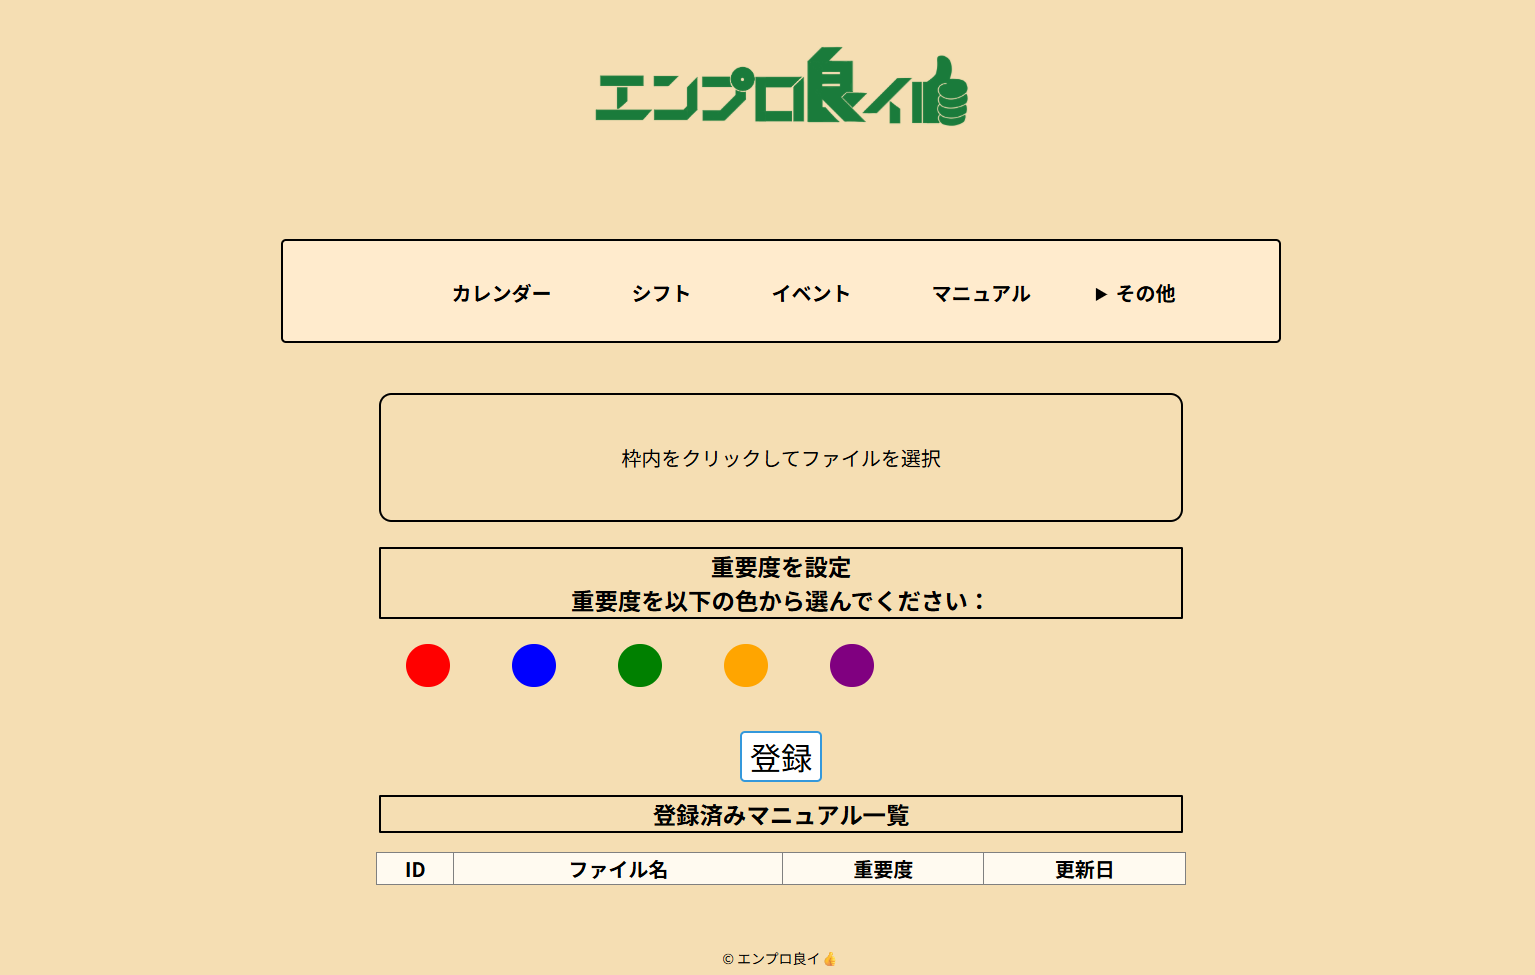 エンプロ良イ
カレンダー シフト イベント マニュアル ▶ その他
枠内をクリックしてファイルを選択
重要度を設定
重要度を以下の色から選んでください：
登録
登録済みマニュアル一覧
ID ファイル名 重要度 更新日
© エンプロ良イ👍